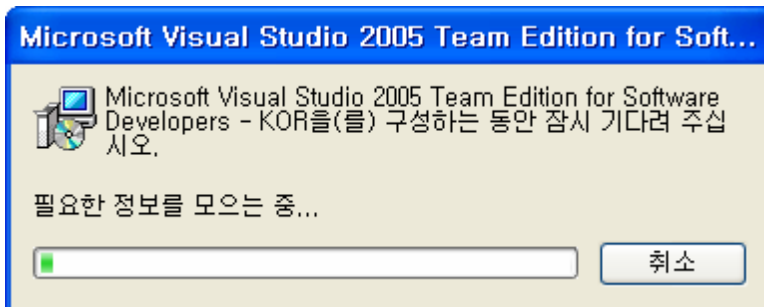 Microsoft Visual Studio 2005 Team Edition for Soft...
Microsoft Visual Studio 2005 Team Edition for Software
Developers - KOR을(를) 구성하는 동안 잠시 기다려 주십
시오.
필요한 정보를 모으는 중...
취소